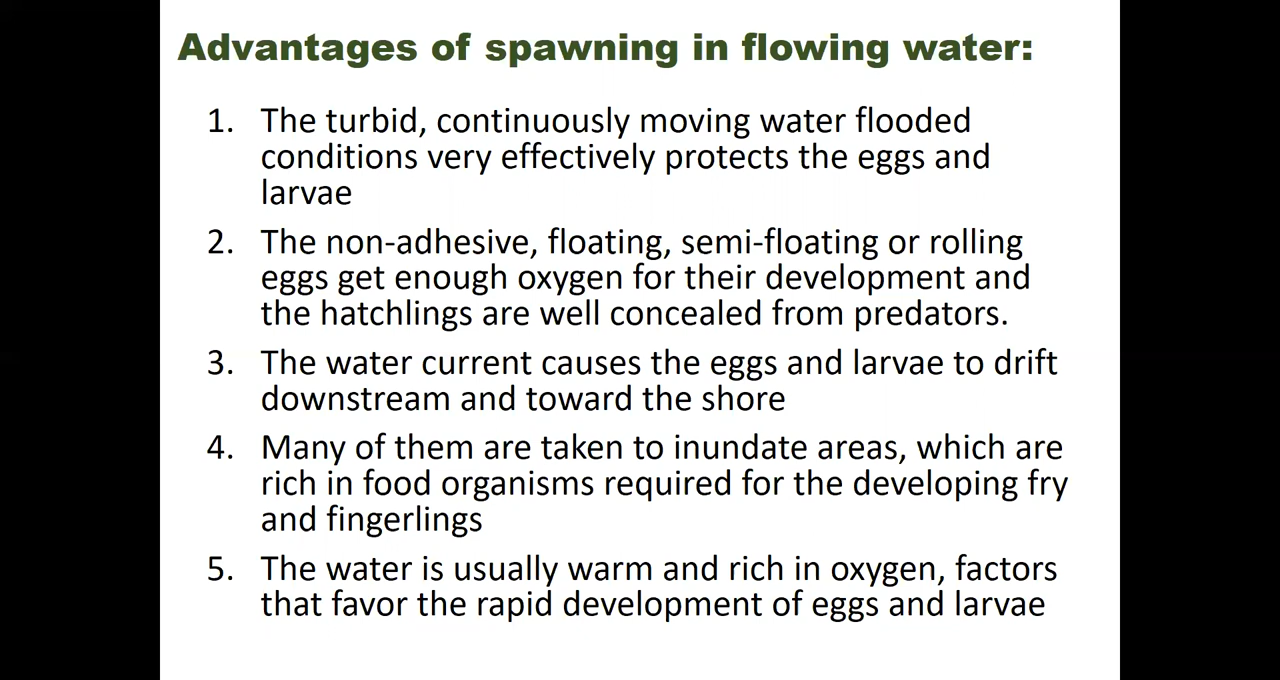 Advantages of spawning in flowing water:
1. The turbid, continuously moving water flooded
conditions very effectively protects the eggs and
larvae
2. The non-adhesive, floating, semi-floating or rolling
eggs get enough oxygen for their development and
the hatchlings are well concealed from predators.
3. The water current causes the eggs and larvae to drift
downstream and toward the shore
4. Many of them are taken to inundate areas, which are
rich in food organisms required for the developing fry
and fingerlings
5. The water is usually warm and rich in oxygen, factors
that favor the rapid development of eggs and larvae